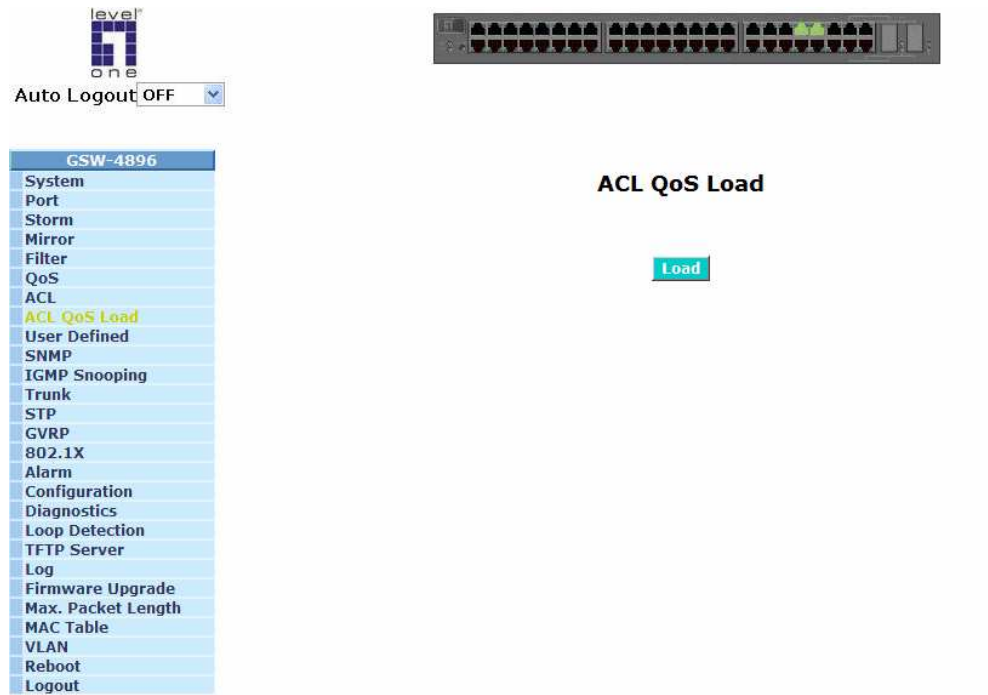 level
one
Auto Logout OFF
GSW-4896
System
Port
Storm
Mirror
Filter
QoS
ACL
ACL QoS Load
User Defined
SNMP
IGMP Snooping
Trunk
STP
GVRP
802.1X
Alarm
Configuration
Diagnostics
Loop Detection
TFTP Server
Log
Firmware Upgrade
Max. Packet Length
MAC Table
VLAN
Reboot
Logout
ACL QoS Load
Load